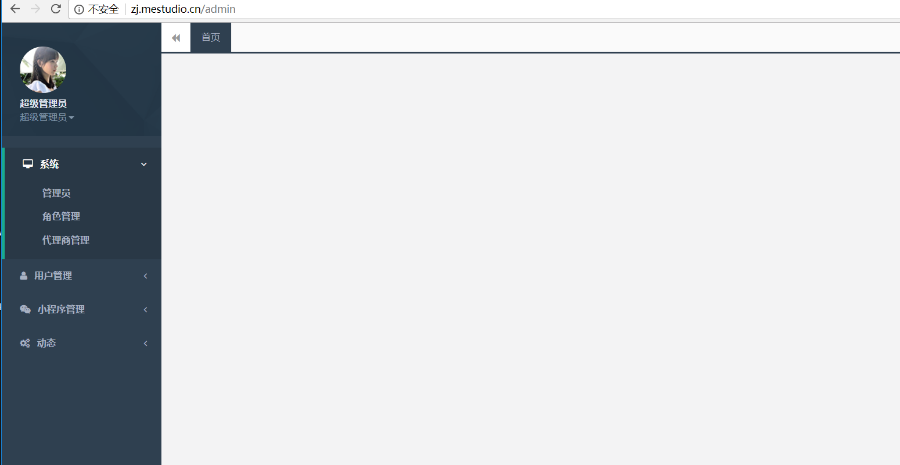 不安全 zj.mestudio.cn/admin
首页
超级管理员
超级管理员
系统
管理员
角色管理
代理商管理
用户管理
小程序管理
动态